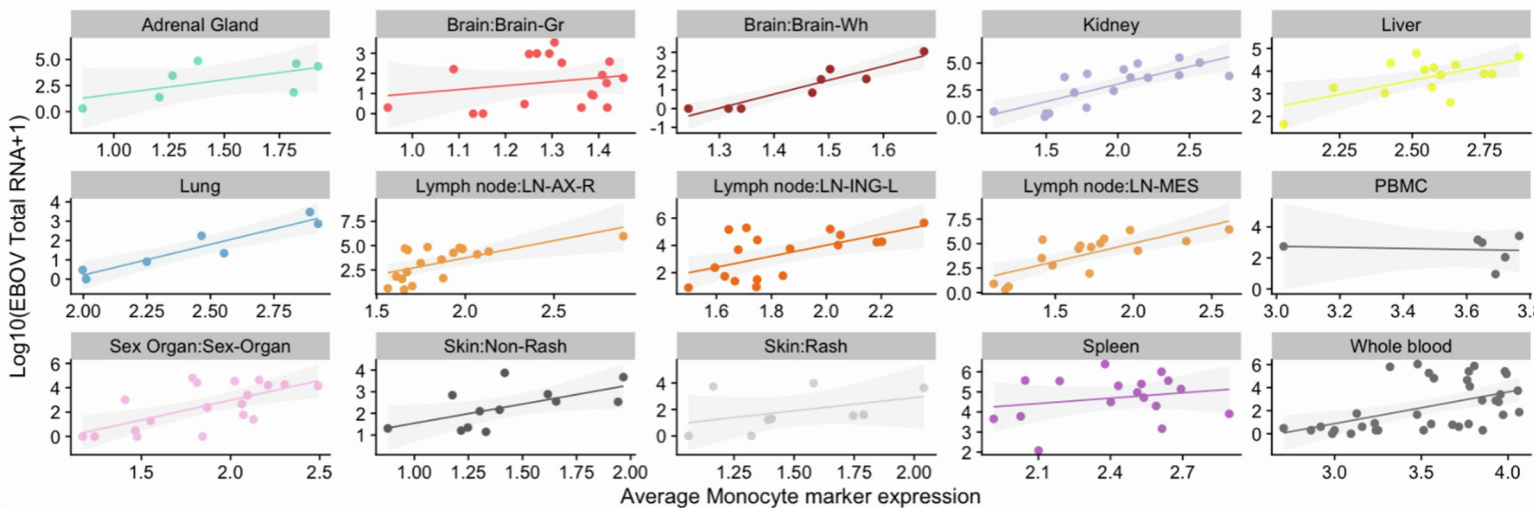 Log10(EBOV Total RNA+1)
Adrenal Gland
5.0
2.5
0.0
1.00 1.25 1.50 1.75
Brain:Brain-Gr
3
2
1
0
1.0 1.1 1.2 1.3 1.4
Brain:Brain-Wh
3
2
1
0
-1
1.3 1.4 1.5 1.6
Kidney
5.0
2.5
0.0
1.5 2.0 2.5
Liver
5
4
3
2
2.25 2.50 2.75
Lung
4
3
2
1
0
2.00 2.25 2.50 2.75
Lymph node:LN-AX-R
7.5
5.0
2.5
1.5 2.0 2.5
Lymph node:LN-ING-L
6
4
2
1.6 1.8 2.0 2.2
Lymph node:LN-MES
7.5
5.0
2.5
0.0
1.5 2.0 2.5
PBMC
4
2
0
3.0 3.2 3.4 3.6
Sex Organ:Sex-Organ
6
4
2
0
1.5 2.0 2.5
Skin:Non-Rash
4
3
2
1
1.00 1.25 1.50 1.75 2.00
Skin:Rash
4
0
1.25 1.50 1.75 2.00
Spleen
6
5
4
3
2
2.1 2.4 2.7
Whole blood
6
4
2
0
3.0 3.5 4.0
Average Monocyte marker expression